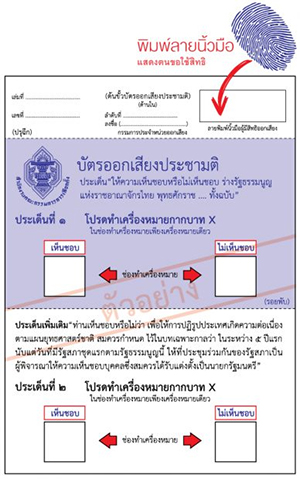 พิมพ์ลายนิ้วมือ
แสดงตนขอใช้สิทธิ
เล่มที่
(ต้นขั้วบัตรออกเสียงประชามติ)
(ด้านใน)
เลขที่
ลำดับที่
ลงชื่อ
(ปรุฉีก)
กรรมการประจำหน่วยออกเสียง
ลายพิมพ์นิ้วมือผู้มีสิทธิออกเสียง
บัตรออกเสียงประชามติ
ประเด็น"ให้ความเห็นชอบหรือไม่เห็นชอบ ร่างรัฐธรรมนูญ
แห่งราชอาณาจักรไทย พุทธศักราช .... ทั้งฉบับ"
ประเด็นที่ ๑ โปรดทำเครื่องหมายกากบาท X
ในช่องทำเครื่องหมายเพียงเครื่องหมายเดียว
เห็นชอบ
ไม่เห็นชอบ
ช่องทำเครื่องหมาย
ตัวอย่าง
(รอยพับ)
ประเด็นเพิ่มเติม"ท่านเห็นชอบหรือไม่ว่า เพื่อให้การปฏิรูปประเทศเกิดความต่อเนื่อง
ตามแผนยุทธศาสตร์ชาติ สมควรกำหนด ไว้ในบทเฉพาะกาลว่า ในระหว่าง ๕ ปีแรก
นับแต่วันที่มีรัฐสภาชุดแรกตามรัฐธรรมนูญนี้ ให้ที่ประชุมร่วมกันของรัฐสภาเป็น
ผู้พิจารณาให้ความเห็นชอบบุคคลซึ่งสมควรได้รับแต่งตั้งเป็นนายกรัฐมนตรี"
ประเด็นที่ ๒ โปรดทำเครื่องหมายกากบาท X
ในช่องทำเครื่องหมายเพียงเครื่องหมายเดียว
เห็นชอบ
ไม่เห็นชอบ
ช่องทำเครื่องหมาย